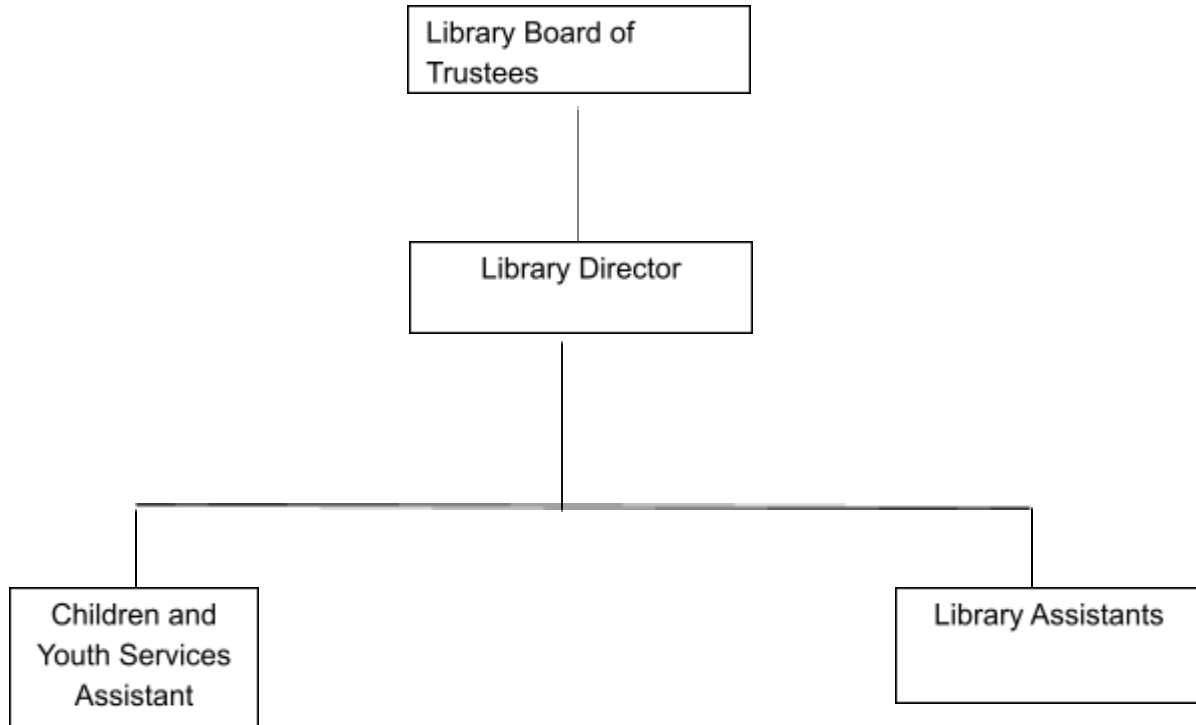 Library Board of
Trustees
Library Director
Children and
Youth Services
Assistant
Library Assistants